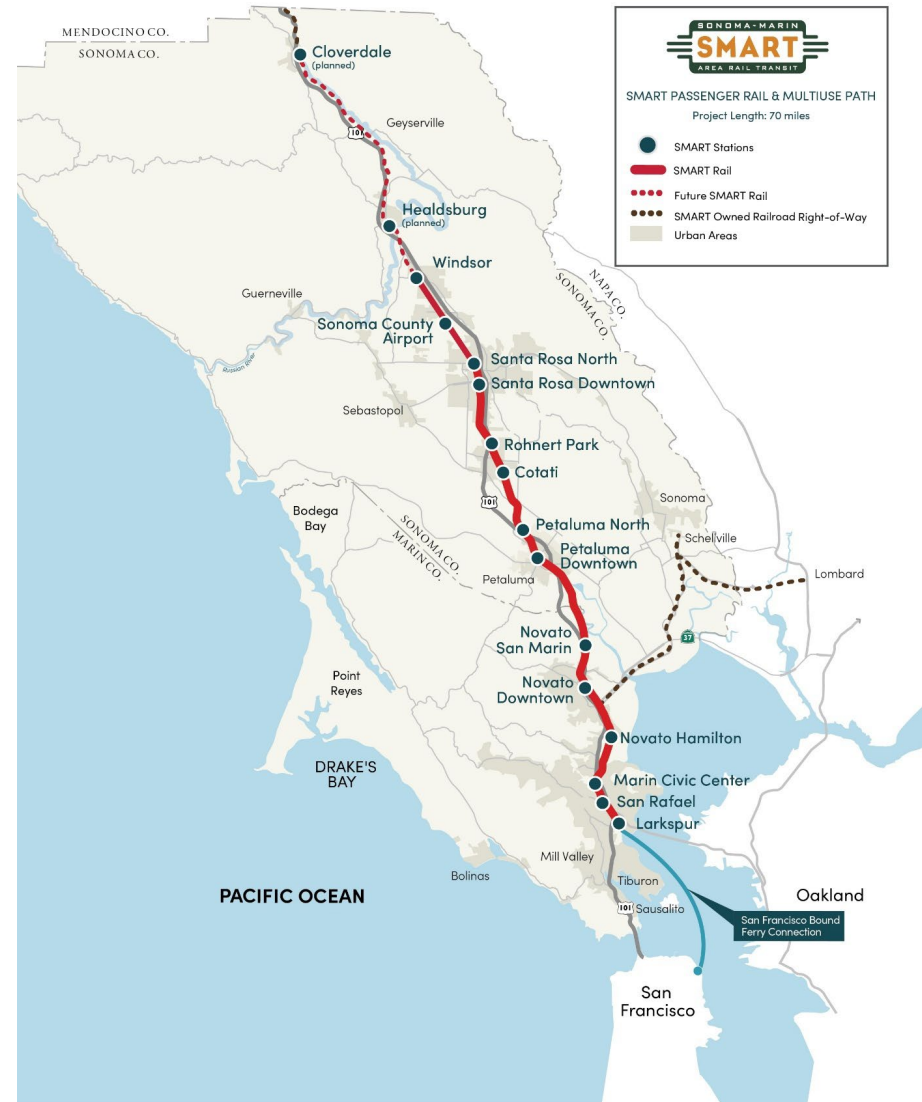 MENDOCINO CO.
SONOMA CO.
SONOMA-MARIN
SMART
AREA RAIL TRANSIT
SMART PASSENGER RAIL & MULTIUSE PATH
Project Length: 70 miles
SMART Stations
SMART Rail
Future SMART Rail
SMART Owned Railroad Right-of-Way
Urban Areas
Cloverdale
(planned)
Geyserville
101
Healdsburg
(planned)
Windsor
NAPA CO.
SONOMA CO.
Guerneville
Sonoma County
Airport
Russian River
Santa Rosa North
Santa Rosa Downtown
Sebastopol
Rohnert Park
Cotati
101
Sonoma
Bodega
Bay
SONOMA CO.
MARIN CO.
Petaluma North
Schellville
Petaluma
Downtown
Petaluma
Lombard
Novato
San Marin
37
Novato
Downtown
Point
Reyes
Novato Hamilton
DRAKE'S
BAY
Marin Civic Center
San Rafael
Larkspur
Mill Valley
Bolinas
Tiburon
PACIFIC OCEAN
Oakland
101
Sausalito
San Francisco Bound
Ferry Connection
San
Francisco